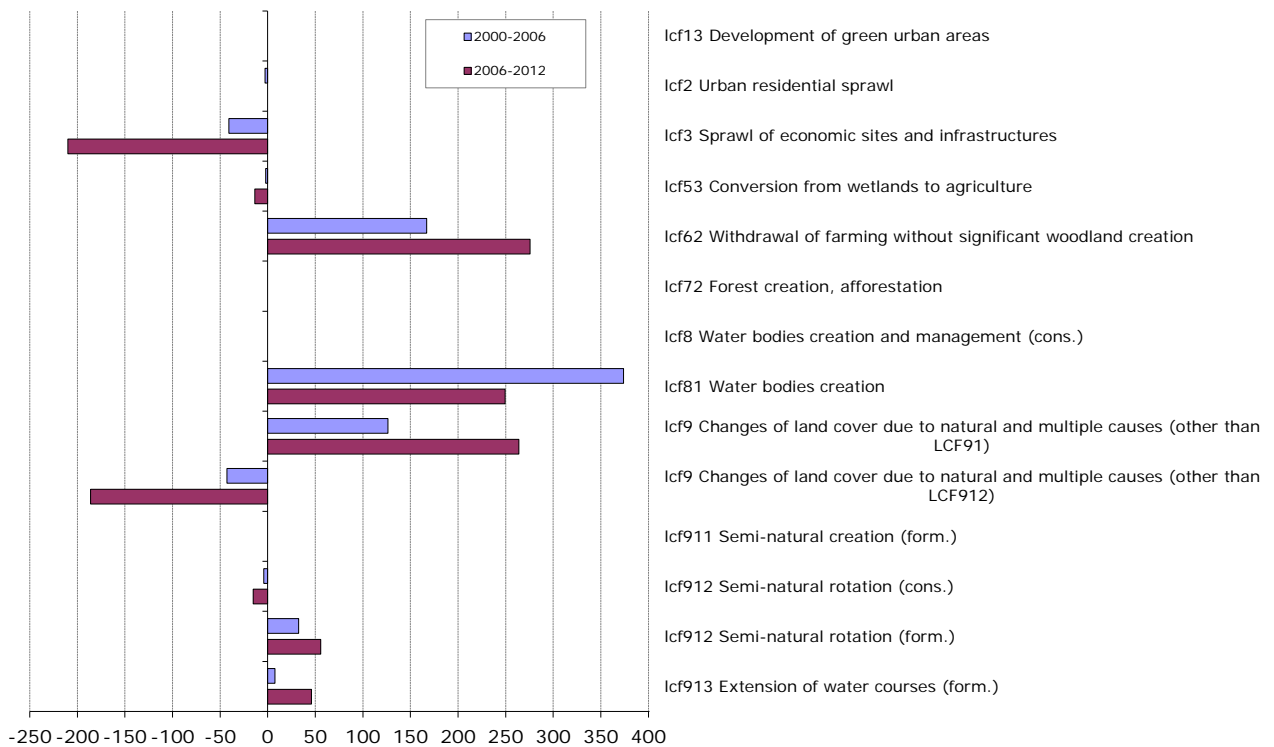 2000-2006
2006-2012
lcf13 Development of green urban areas
lcf2 Urban residential sprawl
lcf3 Sprawl of economic sites and infrastructures
lcf53 Conversion from wetlands to agriculture
lcf62 Withdrawal of farming without significant woodland creation
lcf72 Forest creation, afforestation
lcf8 Water bodies creation and management (cons.)
lcf81 Water bodies creation
lcf9 Changes of land cover due to natural and multiple causes (other than
LCF91)
lcf9 Changes of land cover due to natural and multiple causes (other than
LCF912)
lcf911 Semi-natural creation (form.)
lcf912 Semi-natural rotation (cons.)
lcf912 Semi-natural rotation (form.)
lcf913 Extension of water courses (form.)
-250 -200 -150 -100 -50 0 50 100 150 200 250 300 350 400